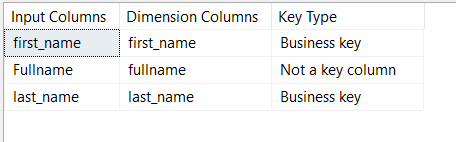 Input Columns Dimension Columns Key Type
first_name first_name Business key
Fullname fullname Not a key column
last_name last_name Business key